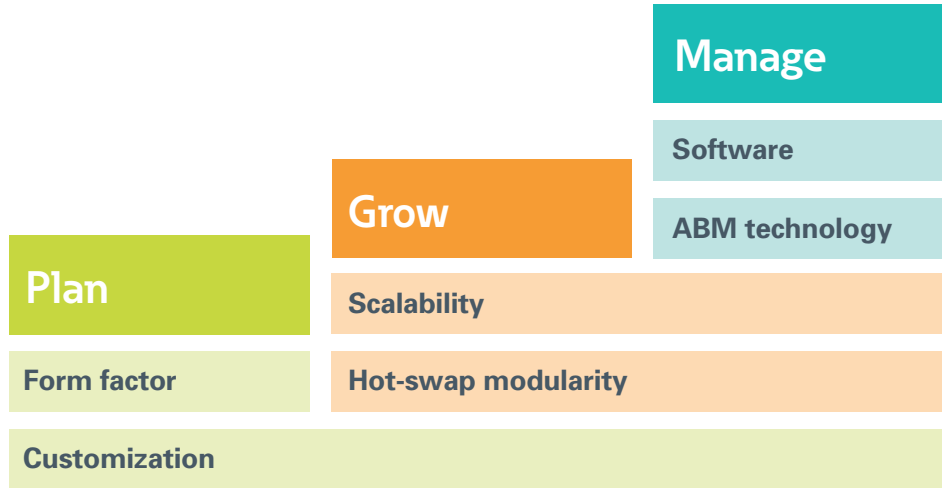 Plan
Form factor
Customization
Grow
Scalability
Hot-swap modularity
Manage
Software
ABM technology